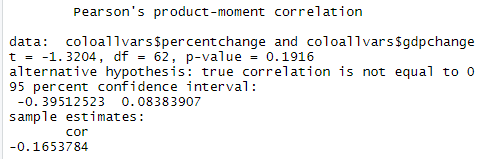 Pearson's product-moment correlation
data:  coloallvars$percentchange and coloallvars$gdpchange
t = -1.3204, df = 62, p-value = 0.1916
alternative hypothesis: true correlation is not equal to 0
95 percent confidence interval:
-0.39512523  0.08383907
sample estimates:
cor
-0.1653784